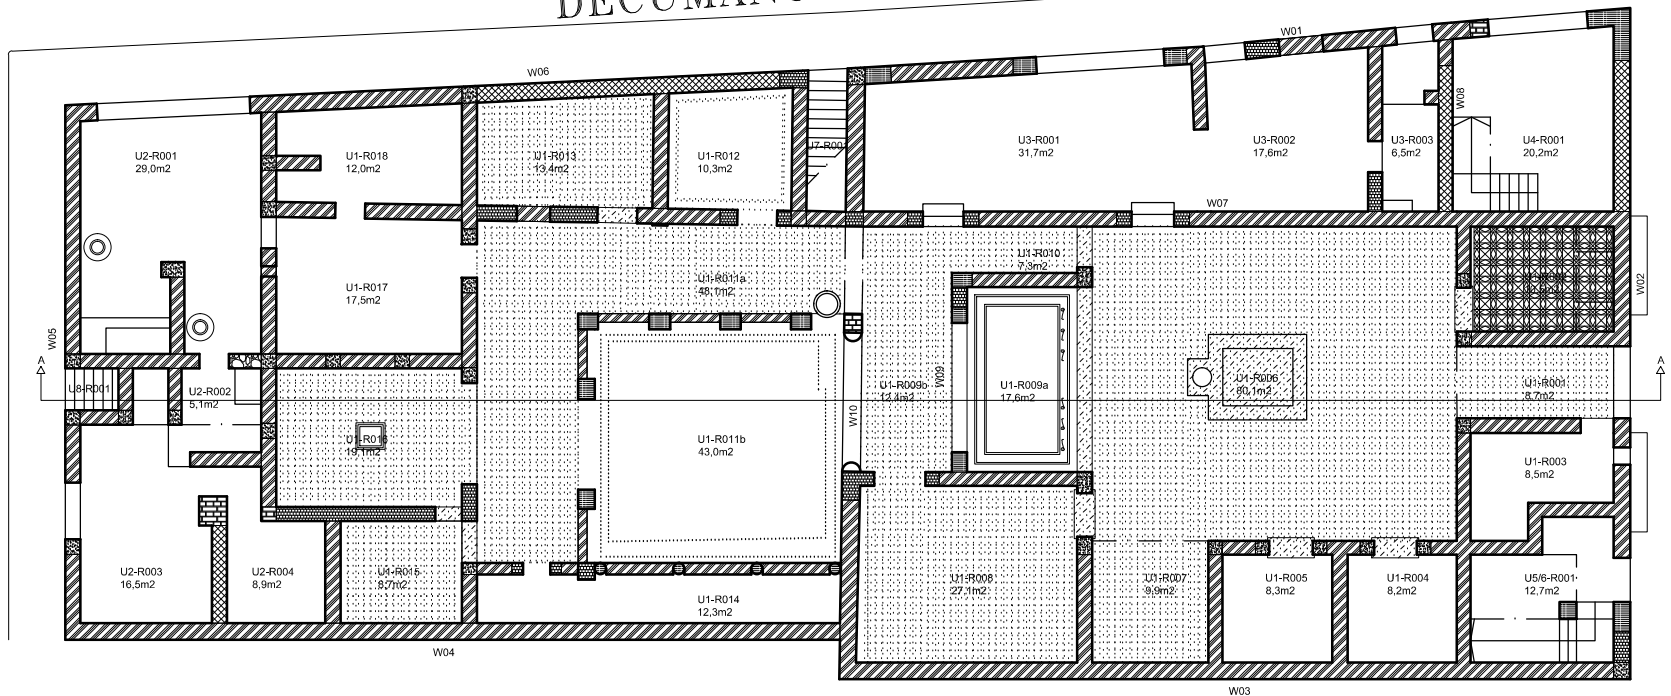 DECUMAN
W01
W06
W08
U2-R001
29,0m2
U1-R018
12,0m2
U1-R013
13,4m2
U1-R012
10,3m2
U3-R001
31,7m2
U3-R002
17,6m2
U3-R003
6,5m2
U4-R001
20,2m2
W07
U1-R017
17,5m2
U1-R011a
48,1m2
U1-R010
7,3m2
W02
W05
A
U8-R001
U2-R002
5,1m2
U1-R016
19,1m2
U1-R011b
43,0m2
W10
U1-R009b
12,4m2
W09
U1-R009a
17,6m2
U1-R006
80,1m2
U1-R001
8,7m2
A
U1-R003
8,5m2
U2-R003
16,5m2
U2-R004
8,9m2
U1-R015
8,7m2
U1-R014
12,3m2
U1-R008
27,1m2
U1-R007
9,9m2
U1-R005
8,3m2
U1-R004
8,2m2
U5/6-R001
12,7m2
W04
W03